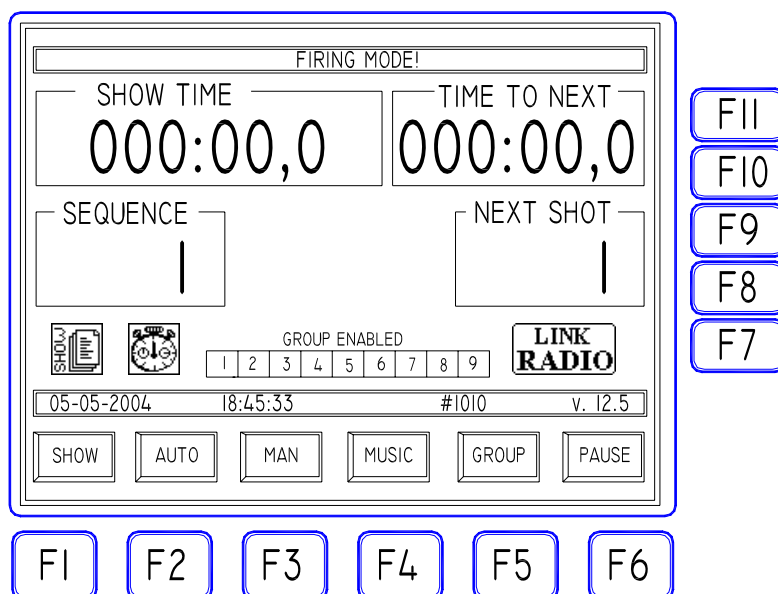 FIRING MODE!
SHOW TIME
TIME TO NEXT
000:00,0
000:00,0
F11
F10
SEQUENCE
NEXT SHOT
F9
1
1
F8
SHOW
GROUP ENABLED
LINK
RADIO
F7
1 2 3 4 5 6 7 8 9
05-05-2004 18:45:33 #1010 v. 12.5
SHOW AUTO MAN MUSIC GROUP PAUSE
F1 F2 F3 F4 F5 F6